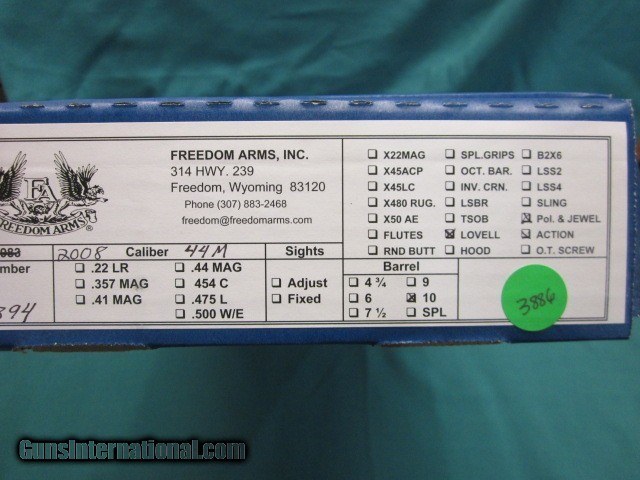 FREEDOM ARMS, INC.
314 HWY. 239
Freedom, Wyoming 83120
Phone (307) 883-2468
freedom@freedomarms.com
FA
FREEDOM ARMS
®
☐ X22MAG ☐ SPL.GRIPS ☐ B2X6
☐ X45ACP ☐ OCT. BAR. ☐ LSS2
☐ X45LC ☐ INV. CRN. ☐ LSS4
☐ X480 RUG. ☐ LSBR ☐ SLING
☐ X50 AE ☐ TSOB ☒ Pol. & JEWEL
☐ FLUTES ☒ LOVELL ☒ ACTION
☐ RND BUTT ☐ HOOD ☐ O.T. SCREW
983 2008 Caliber 44M Sights
mber ☐ .22 LR ☐ .44 MAG
☐ .357 MAG ☐ 454 C ☐ Adjust
☐ .41 MAG ☐ .475 L ☐ Fixed
394 ☐ .500 W/E
Barrel
☐ 4 ¾ ☐ 9
☐ 6 ☒ 10
☐ 7 ½ ☐ SPL
3886
GunsInternational.com